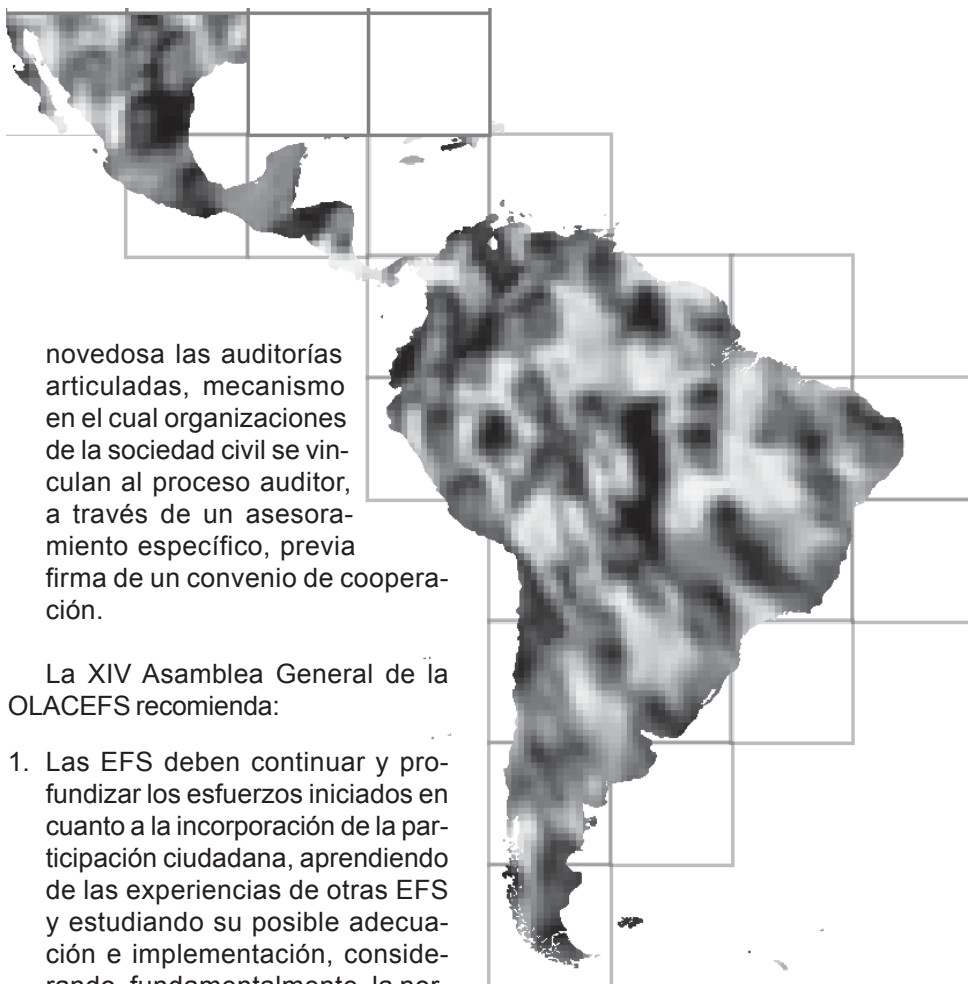 novedosa las auditorías
articuladas, mecanismo
en el cual organizaciones
de la sociedad civil se vin-
culan al proceso auditor,
a través de un asesora-
miento específico, previa
firma de un convenio de coopera-
ción.
La XIV Asamblea General de la
OLACEFS recomienda:
1. Las EFS deben continuar y pro-
fundizar los esfuerzos iniciados en
cuanto a la incorporación de la par-
ticipación ciudadana, aprendiendo
de las experiencias de otras EFS
y estudiando su posible adecua-
ción e implementación, conside-
rando, fundamentalmente, la per-